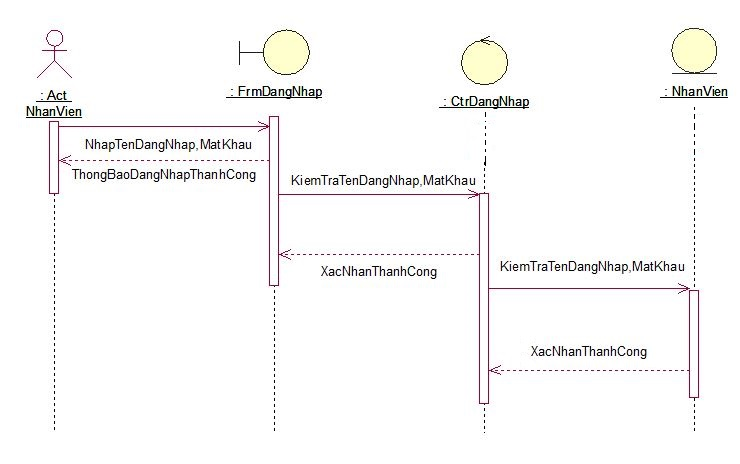 : Act
NhanVien
: FrmDangNhap
: CtrDangNhap
: NhanVien
NhapTenDangNhap,MatKhau
ThongBaoDangNhapThanhCong
KiemTraTenDangNhap,MatKhau
XacNhanThanhCong
KiemTraTenDangNhap,MatKhau
XacNhanThanhCong